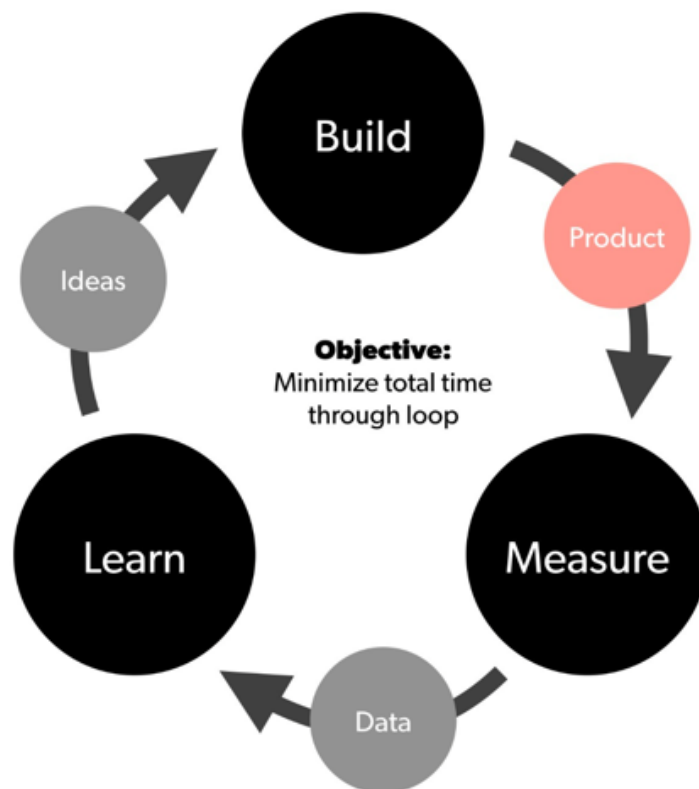 Build
Product
Ideas
Objective:
Minimize total time
through loop
Learn
Measure
Data